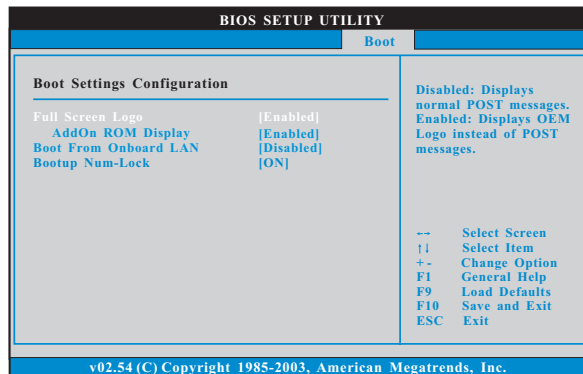 BIOS SETUP UTILITY
Boot
Boot Settings Configuration
Full Screen Logo [Enabled]
AddOn ROM Display [Enabled]
Boot From Onboard LAN [Disabled]
Bootup Num-Lock [ON]
Disabled: Displays
normal POST messages.
Enabled: Displays OEM
Logo instead of POST
messages.
←→ Select Screen
↑↓ Select Item
+ - Change Option
F1 General Help
F9 Load Defaults
F10 Save and Exit
ESC Exit
v02.54 (C) Copyright 1985-2003, American Megatrends, Inc.